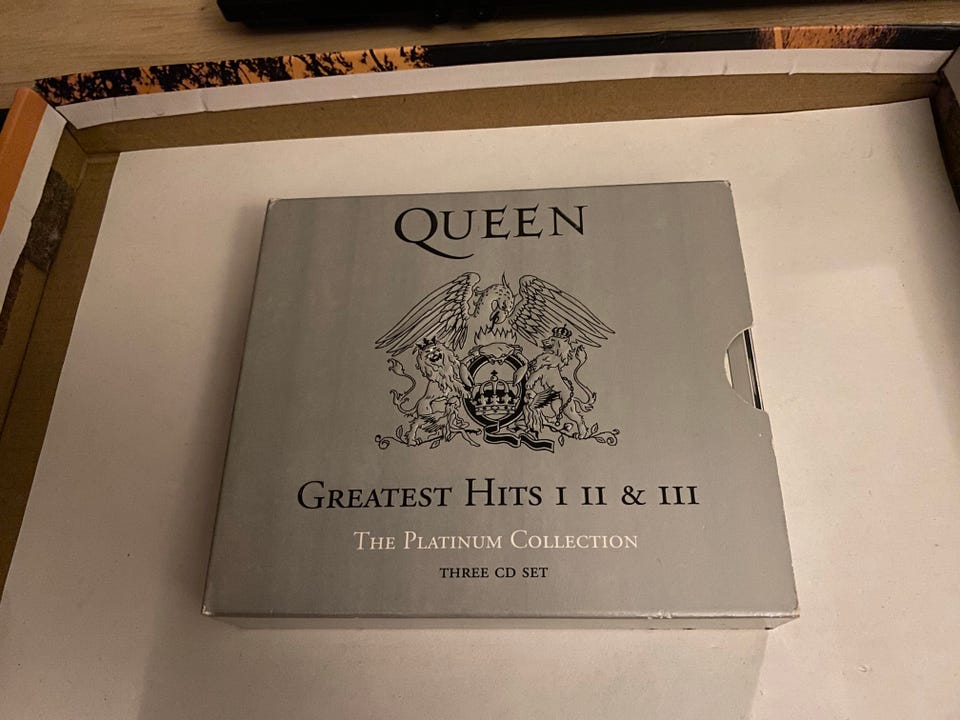 QUEEN
GREATEST HITS I II & III
THE PLATINUM COLLECTION
THREE CD SET